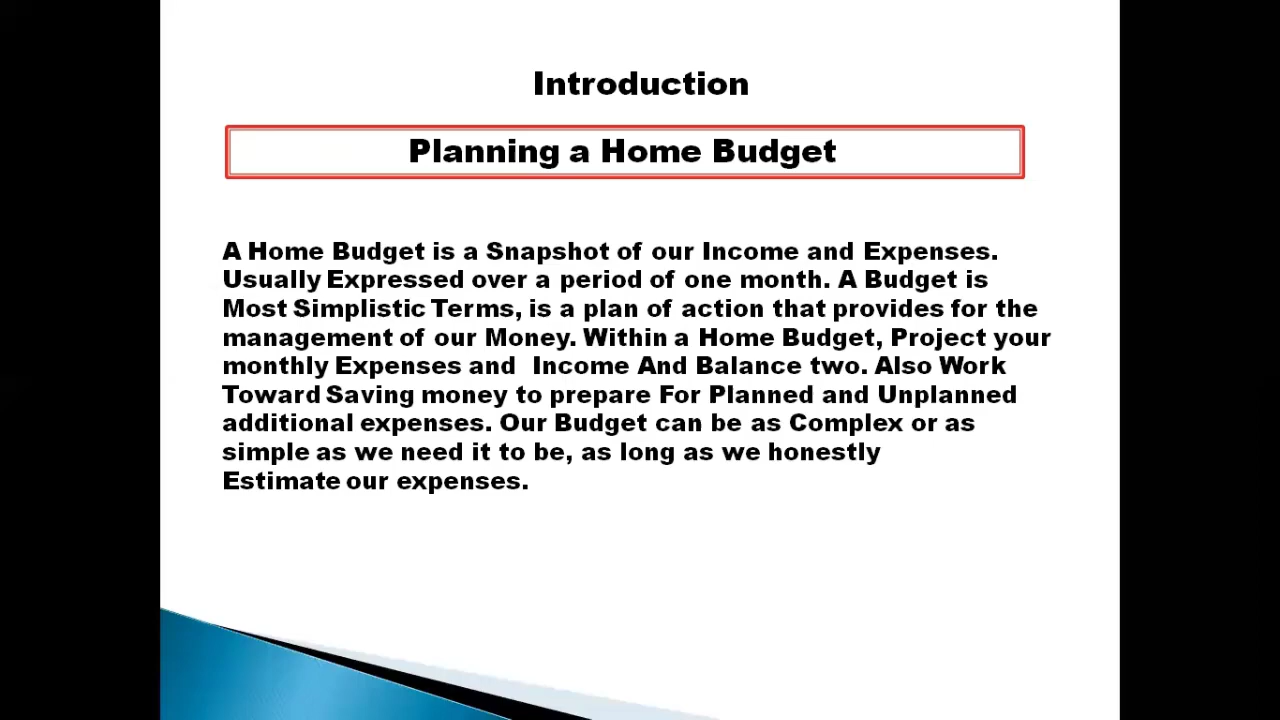 Introduction
Planning a Home Budget
A Home Budget is a Snapshot of our Income and Expenses.
Usually Expressed over a period of one month. A Budget is
Most Simplistic Terms, is a plan of action that provides for the
management of our Money. Within a Home Budget, Project your
monthly Expenses and  Income And Balance two. Also Work
Toward Saving money to prepare For Planned and Unplanned
additional expenses. Our Budget can be as Complex or as
simple as we need it to be, as long as we honestly
Estimate our expenses.